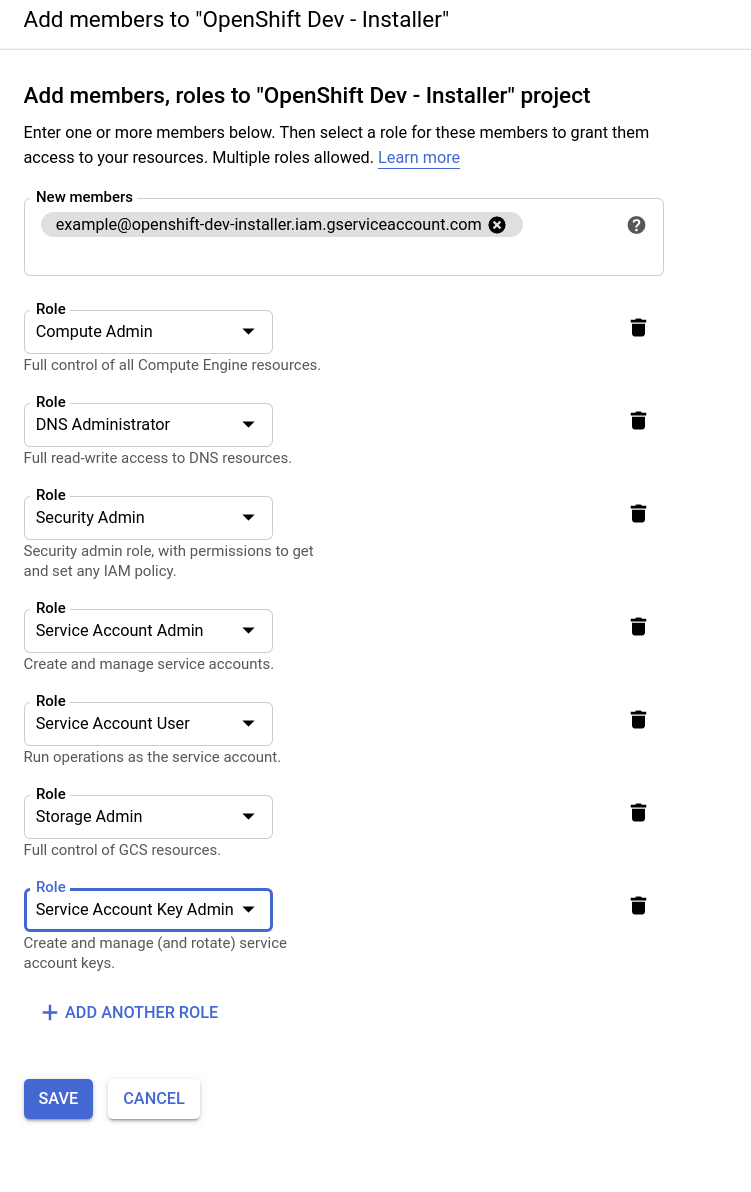 Add members to "OpenShift Dev - Installer"
Add members, roles to "OpenShift Dev - Installer" project
Enter one or more members below. Then select a role for these members to grant them
access to your resources. Multiple roles allowed. Learn more
New members
example@openshift-dev-installer.iam.gserviceaccount.com
Role
Compute Admin
Full control of all Compute Engine resources.
Role
DNS Administrator
Full read-write access to DNS resources.
Role
Security Admin
Security admin role, with permissions to get
and set any IAM policy.
Role
Service Account Admin
Create and manage service accounts.
Role
Service Account User
Run operations as the service account.
Role
Storage Admin
Full control of GCS resources.
Role
Service Account Key Admin
Create and manage (and rotate) service
account keys.
+ ADD ANOTHER ROLE
SAVE CANCEL